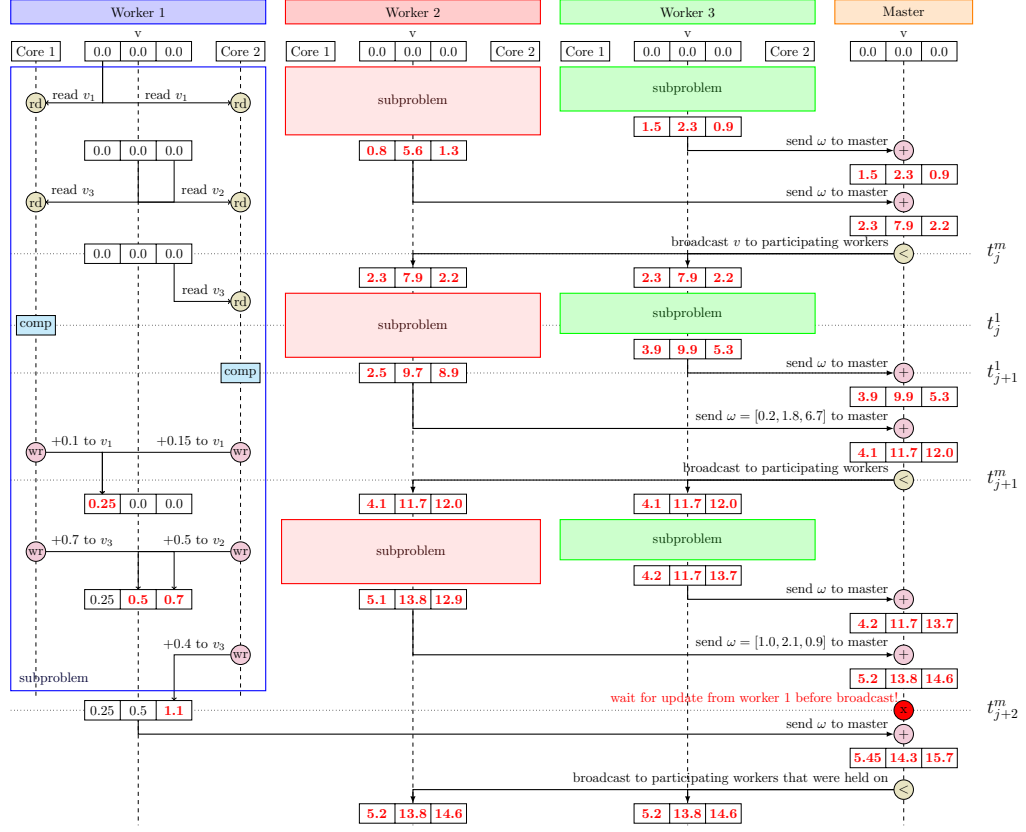 Worker 1 Worker 2 Worker 3 Master
v v v v
Core 1 0.0 0.0 0.0 Core 2 Core 1 0.0 0.0 0.0 Core 2 Core 1 0.0 0.0 0.0 Core 2 0.0 0.0 0.0
subproblem subproblem
rd read v₁ read v₁ rd
1.5 2.3 0.9
send ω to master
0.0 0.0 0.0 0.8 5.6 1.3 +
1.5 2.3 0.9
rd read v₃ read v₂ rd send ω to master +
2.3 7.9 2.2
broadcast v to participating workers
0.0 0.0 0.0 < t_j^m
2.3 7.9 2.2 2.3 7.9 2.2
read v₃ rd
comp subproblem subproblem t_j^1
3.9 9.9 5.3
send ω to master
comp 2.5 9.7 8.9 + t_{j+1}^1
3.9 9.9 5.3
send ω = [0.2, 1.8, 6.7] to master +
wr +0.1 to v₁ +0.15 to v₁ wr 4.1 11.7 12.0
broadcast to participating workers
< t_{j+1}^m
0.25 0.0 0.0 4.1 11.7 12.0 4.1 11.7 12.0
wr +0.7 to v₃ +0.5 to v₂ wr subproblem subproblem
4.2 11.7 13.7
send ω to master
0.25 0.5 0.7 5.1 13.8 12.9 +
4.2 11.7 13.7
+0.4 to v₃ wr send ω = [1.0, 2.1, 0.9] to master +
subproblem 5.2 13.8 14.6
wait for update from worker 1 before broadcast!
0.25 0.5 1.1 x t_{j+2}^m
send ω to master +
5.45 14.3 15.7
broadcast to participating workers that were held on <
5.2 13.8 14.6 5.2 13.8 14.6